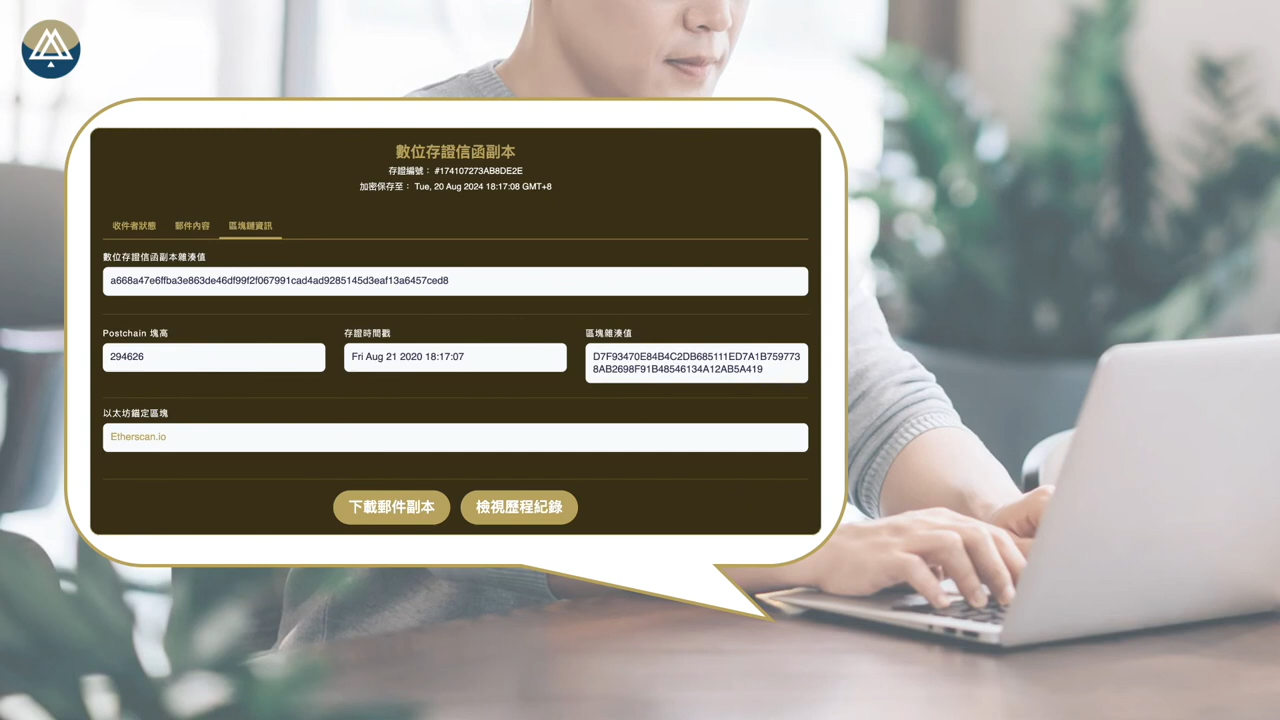 數位存證信函副本
存證編號： #174107273AB8DE2E
加密保存至： Tue, 20 Aug 2024 18:17:08 GMT+8
收件者狀態 郵件內容 區塊鏈資訊
數位存證信函副本雜湊值
a668a47e6ffba3e863de46df99f2f067991cad4ad9285145d3eaf13a6457ced8
Postchain 塊高 存證時間戳 區塊雜湊值
294626 Fri Aug 21 2020 18:17:07 D7F93470E84B4C2DB685111ED7A1B759773
8AB2698F91B48546134A12AB5A419
以太坊錨定區塊
Etherscan.io
下載郵件副本 檢視歷程紀錄